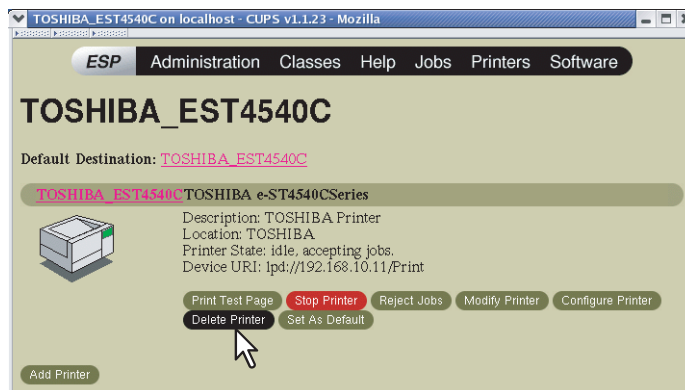 TOSHIBA_EST4540C on localhost - CUPS v1.1.23 - Mozilla
ESP Administration Classes Help Jobs Printers Software
TOSHIBA_EST4540C
Default Destination: TOSHIBA_EST4540C
TOSHIBA_EST4540C TOSHIBA e-ST4540CSeries
Description: TOSHIBA Printer
Location: TOSHIBA
Printer State: idle, accepting jobs.
Device URI: lpd://192.168.10.11/Print
Print Test Page Stop Printer Reject Jobs Modify Printer Configure Printer
Delete Printer Set As Default
Add Printer